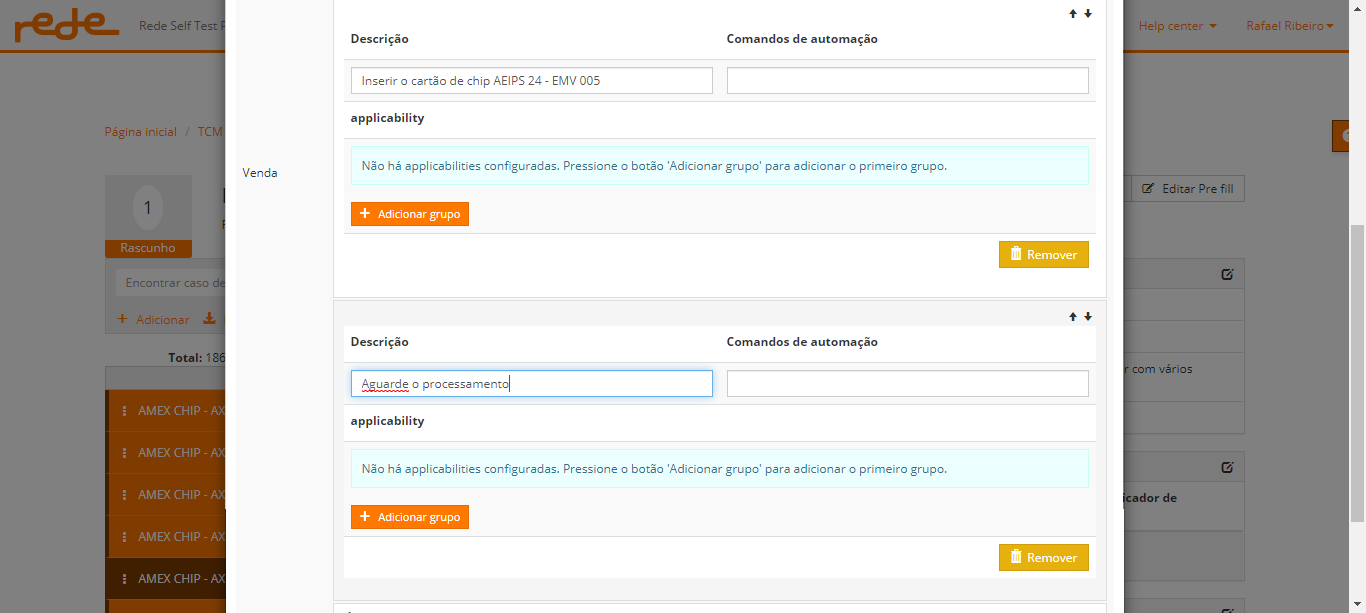 rede
Rede Self Test
Help center
Rafael Ribeiro
Página inicial / TCM
1
Rascunho
Editar Pre fill
Encontrar caso de
Adicionar
Total: 186
AMEX CHIP - AX
AMEX CHIP - AX
AMEX CHIP - AX
AMEX CHIP - AX
AMEX CHIP - AX
Venda
Descrição Comandos de automação
Inserir o cartão de chip AEIPS 24 - EMV 005
applicability
Não há applicabilities configuradas. Pressione o botão 'Adicionar grupo' para adicionar o primeiro grupo.
Adicionar grupo
Remover
Descrição Comandos de automação
Aguarde o processamento
applicability
Não há applicabilities configuradas. Pressione o botão 'Adicionar grupo' para adicionar o primeiro grupo.
Adicionar grupo
Remover
com vários
icador de